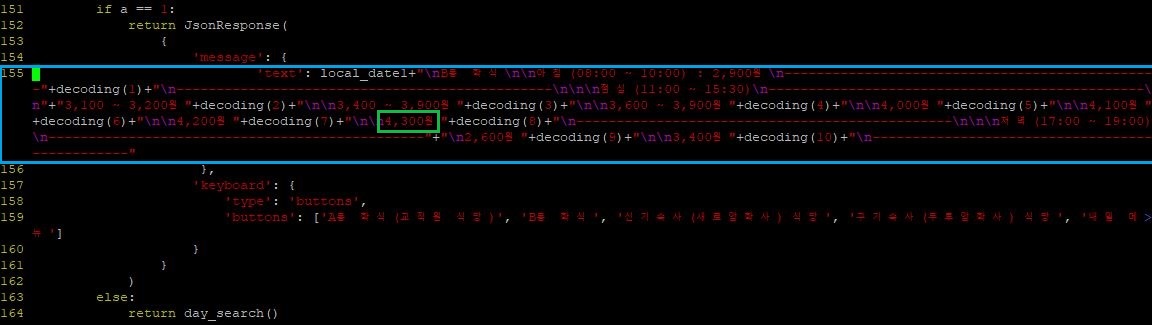 151         if a == 1:
152             return JsonResponse(
153                 {
154                     'message': {
155                             'text': local_date1+"\nB동 학식\n\n아침(08:00 ~ 10:00) : 2,900원\n----------------------------------------------
-"+decoding(1)+"\n-----------------------------------------------\n\n\n점심(11:00 ~ 15:30)\n-----------------------------------------------\
n"+"3,100 ~ 3,200원 "+decoding(2)+"\n\n3,400 ~ 3,900원 "+decoding(3)+"\n\n3,600 ~ 3,900원 "+decoding(4)+"\n\n4,000원 "+decoding(5)+"\n\n4,100원 "
+decoding(6)+"\n\n4,200원 "+decoding(7)+"\n\n4,300원 "+decoding(8)+"\n-----------------------------------------------\n\n\n저녁(17:00 ~ 19:00)
\n-----------------------------------------------"+"\n2,600원 "+decoding(9)+"\n\n3,400원 "+decoding(10)+"\n-----------------------------------
------------"
156                     },
157                     'keyboard': {
158                         'type': 'buttons',
159                         'buttons': ['A동 학식(교직원 식당)', 'B동 학식', '신기숙사(새로암학사) 식당', '구기숙사(두로암학사) 식당', '내일 메>
뉴']
160                     }
161                 }
162             )
163         else:
164             return day_search()